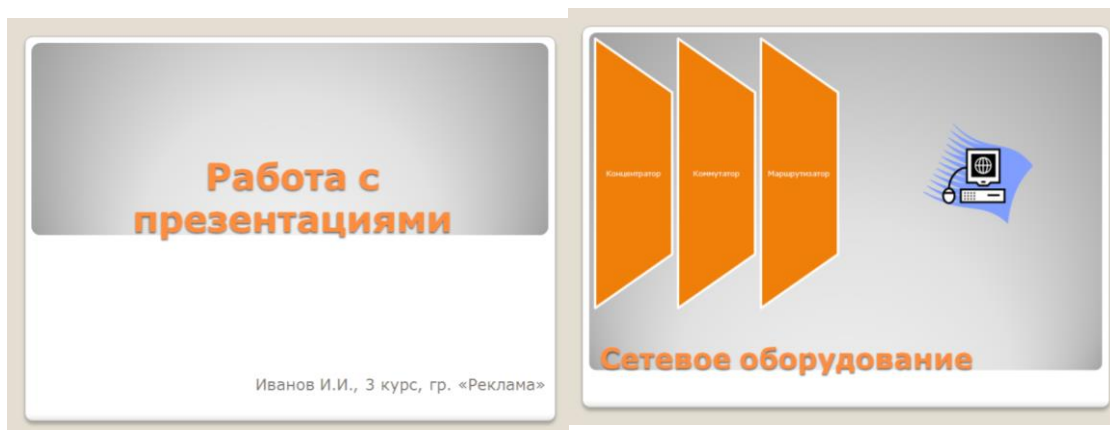 Работа с
презентациями
Иванов И.И., 3 курс, гр. «Реклама»
Концентратор
Коммутатор
Маршрутизатор
Сетевое оборудование